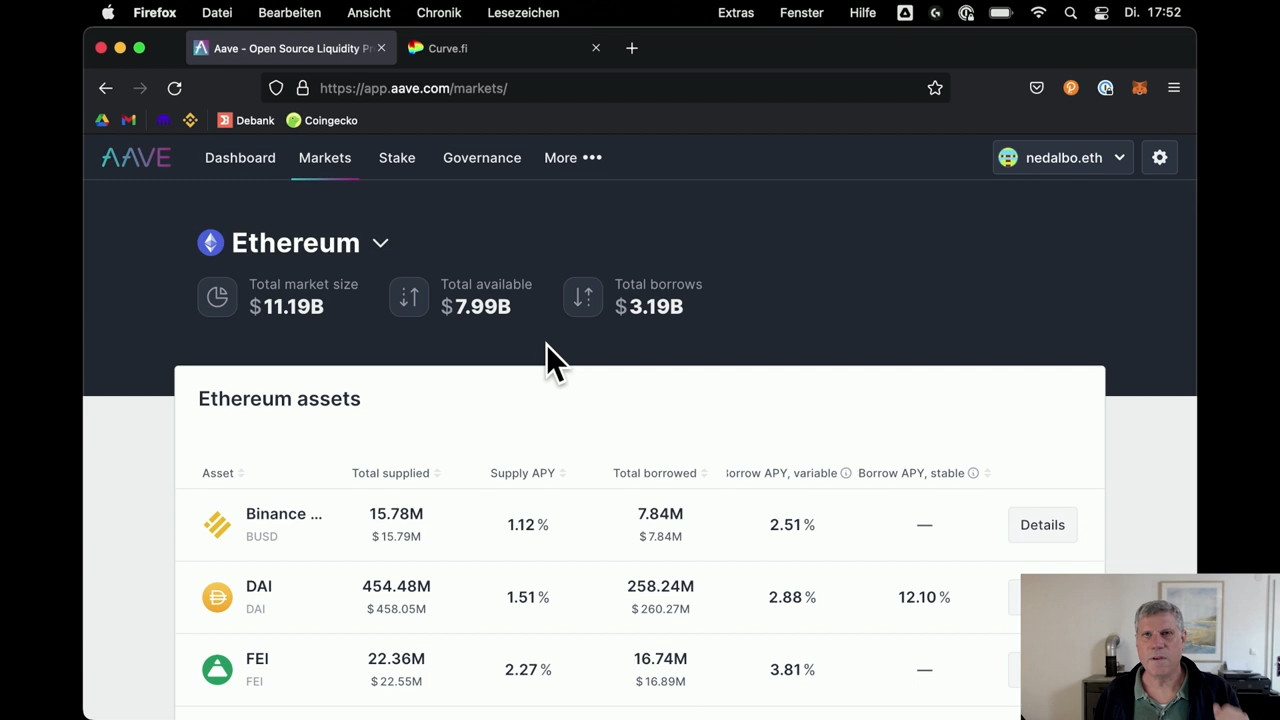 Firefox Datei Bearbeiten Ansicht Chronik Lesezeichen Extras Fenster Hilfe Di. 17:52
Aave - Open Source Liquidity Pr Curve.fi
https://app.aave.com/markets/
Debank Coingecko
AAVE Dashboard Markets Stake Governance More ••• nedalbo.eth
Ethereum
Total market size Total available Total borrows
$11.19B $7.99B $3.19B
Ethereum assets
Asset Total supplied Supply APY Total borrowed Borrow APY, variable Borrow APY, stable
Binance ... 15.78M 1.12 % 7.84M 2.51 % — Details
BUSD $15.79M $7.84M
DAI 454.48M 1.51 % 258.24M 2.88 % 12.10 %
DAI $458.05M $260.27M
FEI 22.36M 2.27 % 16.74M 3.81 % —
FEI $22.55M $16.89M